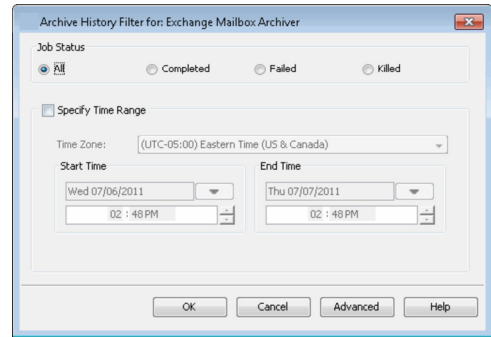 Archive History Filter for: Exchange Mailbox Archiver
Job Status
All Completed Failed Killed
Specify Time Range
Time Zone: (UTC-05:00) Eastern Time (US & Canada)
Start Time End Time
Wed 07/06/2011 Thu 07/07/2011
02 : 48 PM 02 : 48 PM
OK Cancel Advanced Help